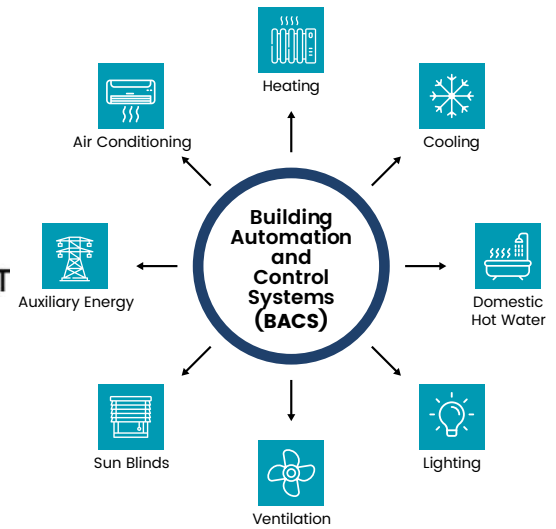 Heating
Air Conditioning
Cooling
Building
Automation
and
Control
Systems
(BACS)
T
Auxiliary Energy
Domestic
Hot Water
Sun Blinds
Lighting
Ventilation